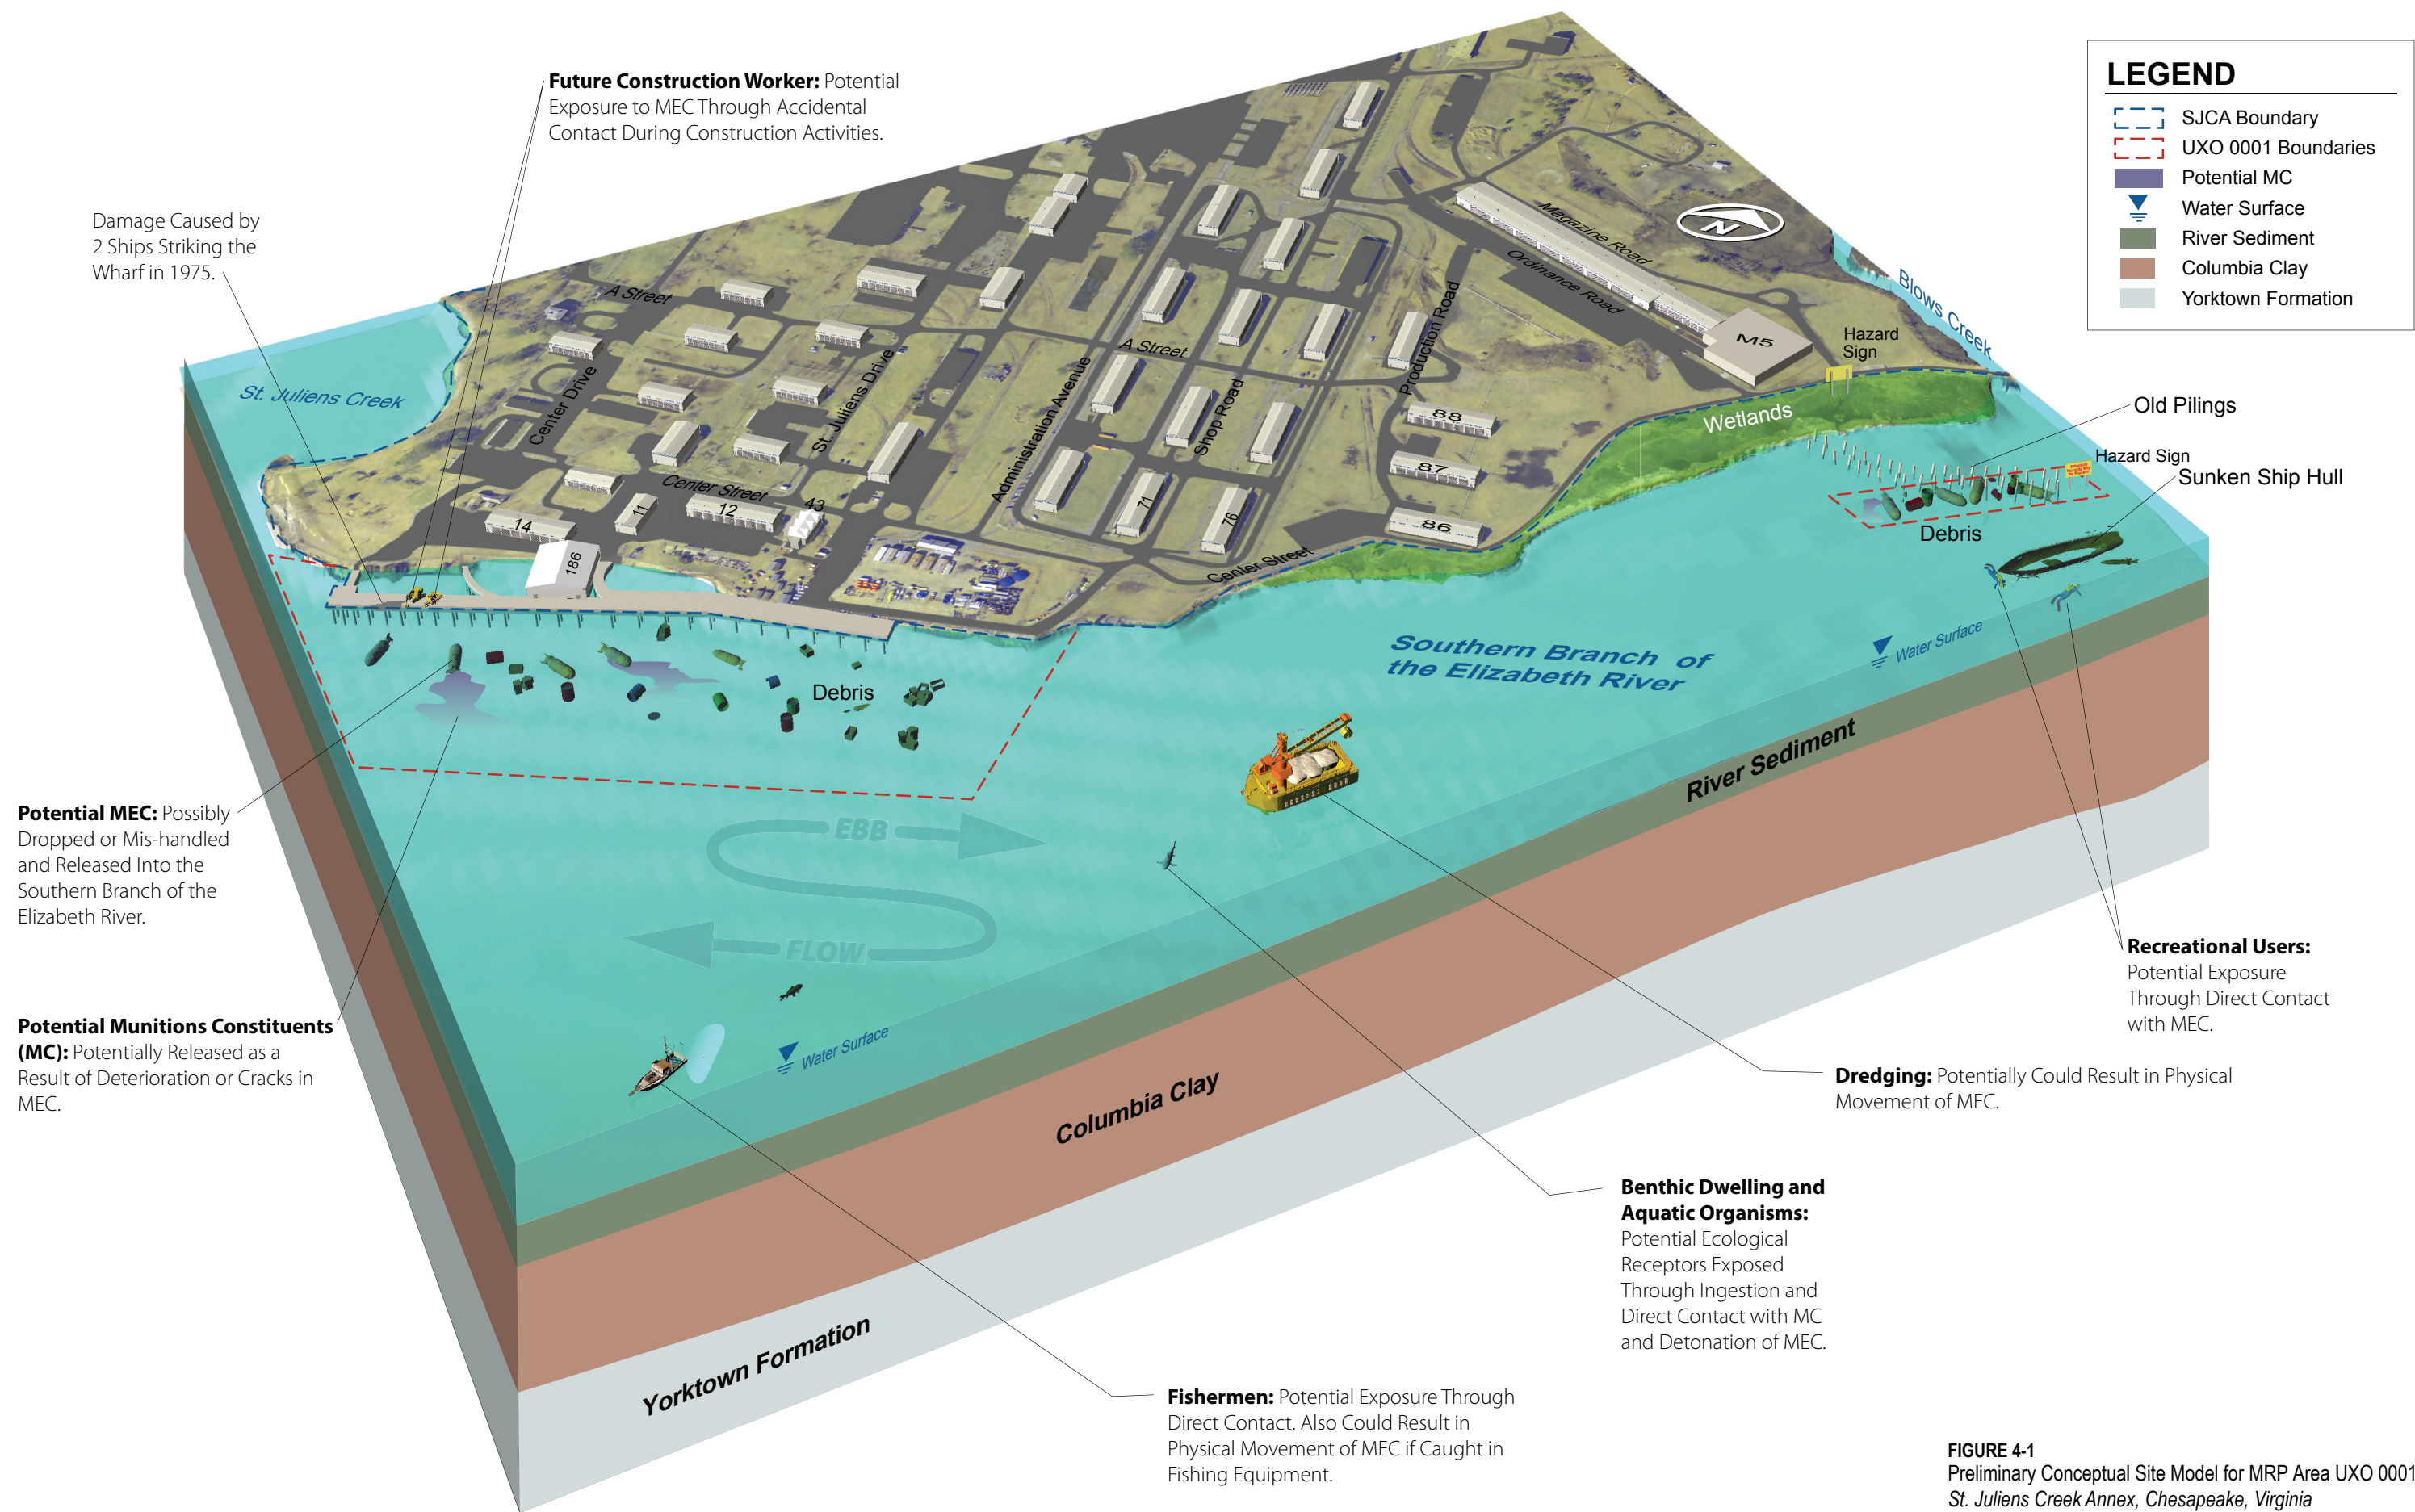 Future Construction Worker: Potential
Exposure to MEC Through Accidental
Contact During Construction Activities.
Damage Caused by
2 Ships Striking the
Wharf in 1975.
LEGEND
SJCA Boundary
UXO 0001 Boundaries
Potential MC
Water Surface
River Sediment
Columbia Clay
Yorktown Formation
N
Magazine Road
Ordinance Road
Blows Creek
M5
Hazard
Sign
A Street
St. Juliens Creek
Center Drive
St. Juliens Drive
Administration Avenue
A Street
Shop Road
Production Road
88
87
86
Wetlands
Old Pilings
Hazard Sign
Sunken Ship Hull
Debris
Center Street
14
11
12
43
71
76
186
Center Street
Debris
Southern Branch of
the Elizabeth River
Water Surface
River Sediment
EBB
FLOW
Water Surface
Columbia Clay
Yorktown Formation
Potential MEC: Possibly
Dropped or Mis-handled
and Released Into the
Southern Branch of the
Elizabeth River.
Potential Munitions Constituents
(MC): Potentially Released as a
Result of Deterioration or Cracks in
MEC.
Recreational Users:
Potential Exposure
Through Direct Contact
with MEC.
Dredging: Potentially Could Result in Physical
Movement of MEC.
Benthic Dwelling and
Aquatic Organisms:
Potential Ecological
Receptors Exposed
Through Ingestion and
Direct Contact with MC
and Detonation of MEC.
Fishermen: Potential Exposure Through
Direct Contact. Also Could Result in
Physical Movement of MEC if Caught in
Fishing Equipment.
FIGURE 4-1
Preliminary Conceptual Site Model for MRP Area UXO 0001
St. Juliens Creek Annex, Chesapeake, Virginia